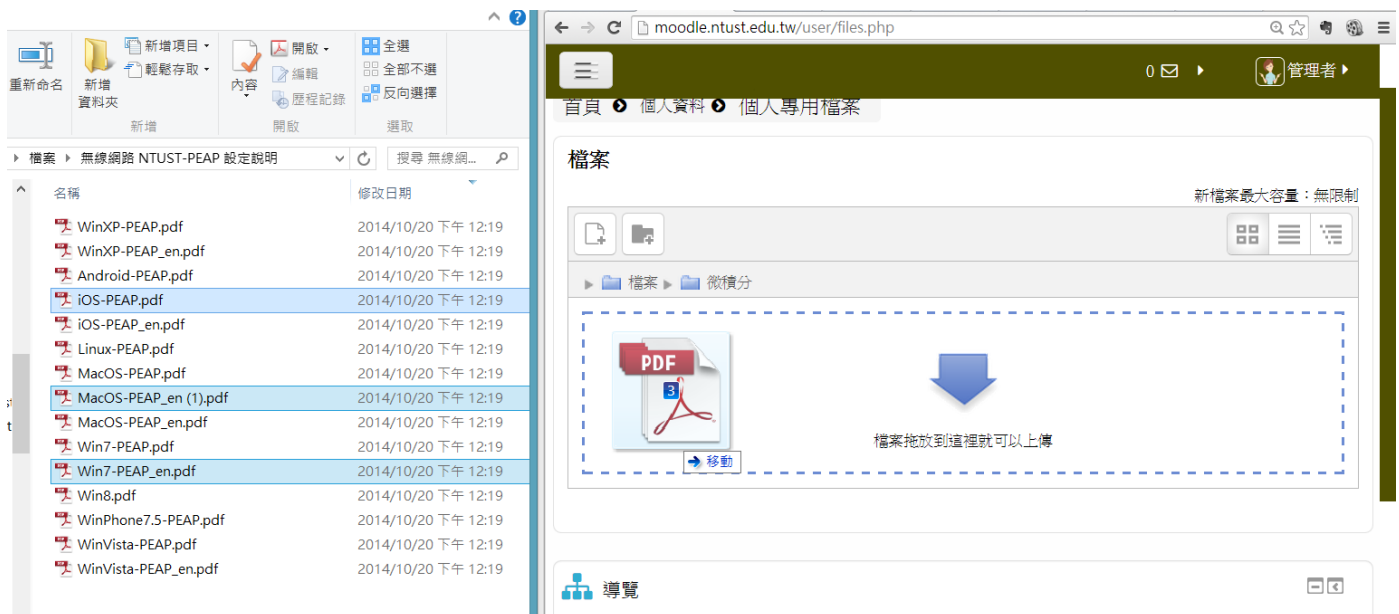 重新命名
新增
資料夾
新增項目
輕鬆存取
新增
內容
開啟
編輯
歷程記錄
開啟
全選
全部不選
反向選擇
選取
檔案 無線網路 NTUST-PEAP 設定說明
搜尋 無線網...
名稱 修改日期
WinXP-PEAP.pdf 2014/10/20 下午 12:19
WinXP-PEAP_en.pdf 2014/10/20 下午 12:19
Android-PEAP.pdf 2014/10/20 下午 12:19
iOS-PEAP.pdf 2014/10/20 下午 12:19
iOS-PEAP_en.pdf 2014/10/20 下午 12:19
Linux-PEAP.pdf 2014/10/20 下午 12:19
MacOS-PEAP.pdf 2014/10/20 下午 12:19
MacOS-PEAP_en (1).pdf 2014/10/20 下午 12:19
MacOS-PEAP_en.pdf 2014/10/20 下午 12:19
Win7-PEAP.pdf 2014/10/20 下午 12:19
Win7-PEAP_en.pdf 2014/10/20 下午 12:19
Win8.pdf 2014/10/20 下午 12:19
WinPhone7.5-PEAP.pdf 2014/10/20 下午 12:19
WinVista-PEAP.pdf 2014/10/20 下午 12:19
WinVista-PEAP_en.pdf 2014/10/20 下午 12:19
moodle.ntust.edu.tw/user/files.php
0 管理者
首頁 個人資料 個人專用檔案
檔案
新檔案最大容量：無限制
檔案 微積分
PDF
3
移動
檔案拖放到這裡就可以上傳
導覽